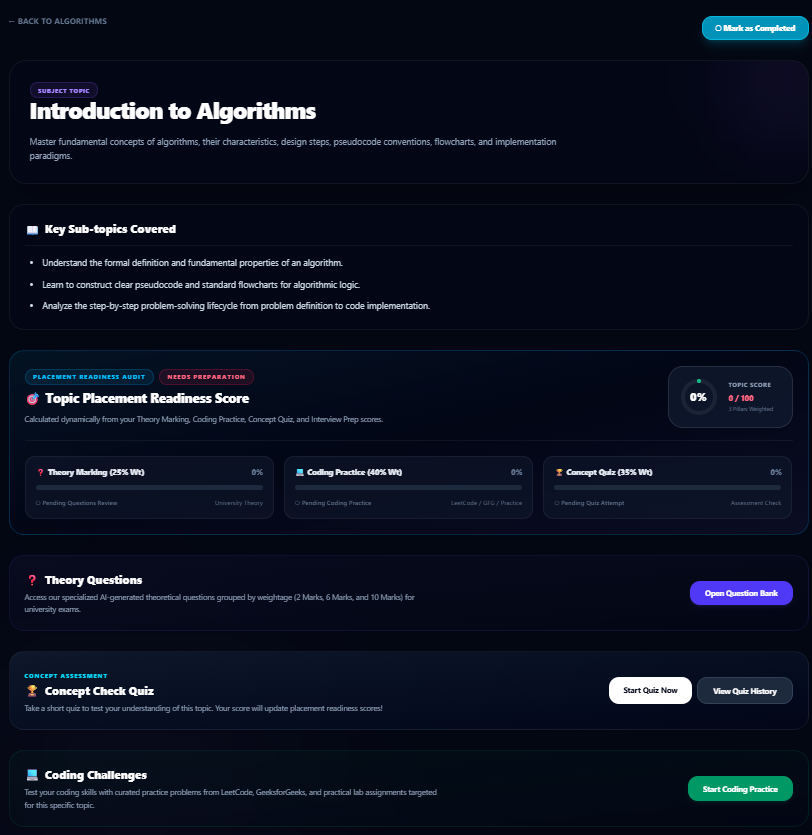 ← BACK TO ALGORITHMS
Mark as Completed
SUBJECT TOPIC
Introduction to Algorithms
Master fundamental concepts of algorithms, their characteristics, design steps, pseudocode conventions, flowcharts, and implementation
paradigms.
Key Sub-topics Covered
• Understand the formal definition and fundamental properties of an algorithm.
• Learn to construct clear pseudocode and standard flowcharts for algorithmic logic.
• Analyze the step-by-step problem-solving lifecycle from problem definition to code implementation.
PLACEMENT READINESS AUDIT NEEDS PREPARATION
Topic Placement Readiness Score
Calculated dynamically from your Theory Marking, Coding Practice, Concept Quiz, and Interview Prep scores.
0%
TOPIC SCORE
0 / 100
3 Pillars Weighted
❓ Theory Marking (25% Wt) 0%
Pending Questions Review University Theory
Coding Practice (40% Wt) 0%
Pending Coding Practice LeetCode / GFG / Practice
Concept Quiz (35% Wt) 0%
Pending Quiz Attempt Assessment Check
❓ Theory Questions
Access our specialized AI-generated theoretical questions grouped by weightage (2 Marks, 6 Marks, and 10 Marks) for
university exams.
Open Question Bank
CONCEPT ASSESSMENT
Concept Check Quiz
Take a short quiz to test your understanding of this topic. Your score will update placement readiness scores!
Start Quiz Now
View Quiz History
Coding Challenges
Test your coding skills with curated practice problems from LeetCode, GeeksforGeeks, and practical lab assignments targeted
for this specific topic.
Start Coding Practice